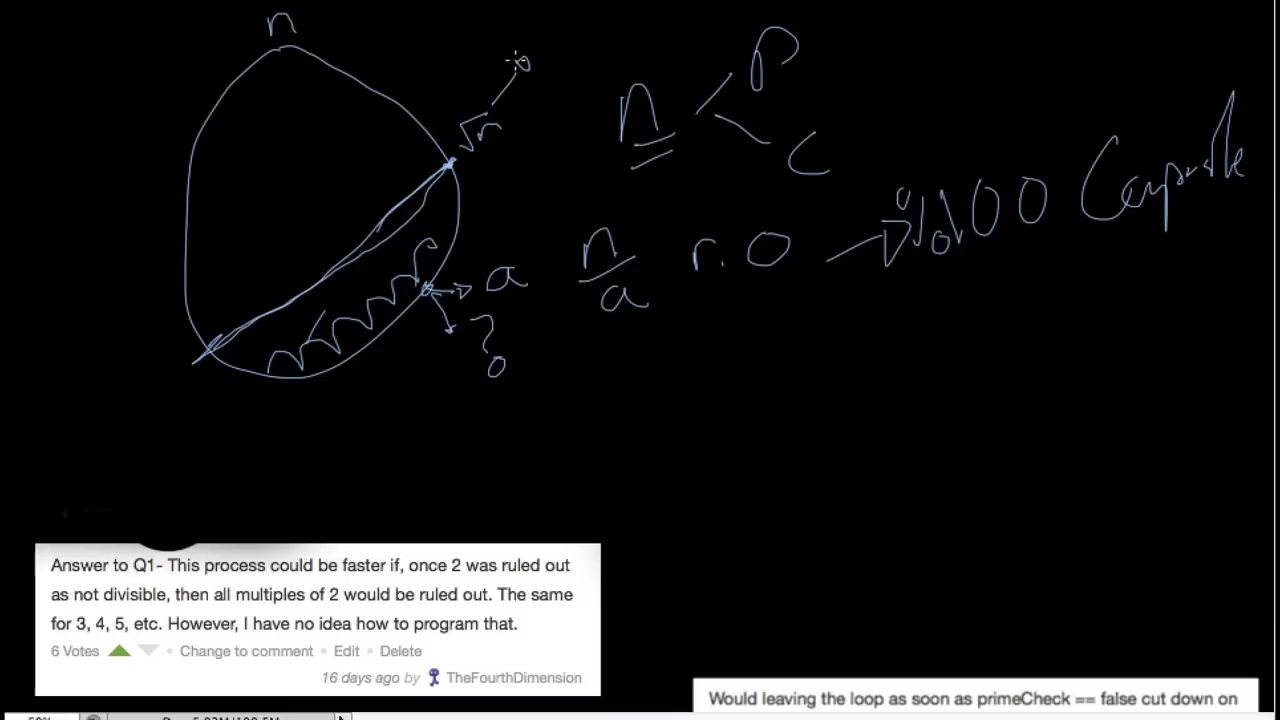 n
√n
n
P
C
a
?
n
a
r. 0
100 Composite
Answer to Q1- This process could be faster if, once 2 was ruled out
as not divisible, then all multiples of 2 would be ruled out. The same
for 3, 4, 5, etc. However, I have no idea how to program that.
6 Votes • Change to comment • Edit • Delete
16 days ago by TheFourthDimension
Would leaving the loop as soon as primeCheck == false cut down on